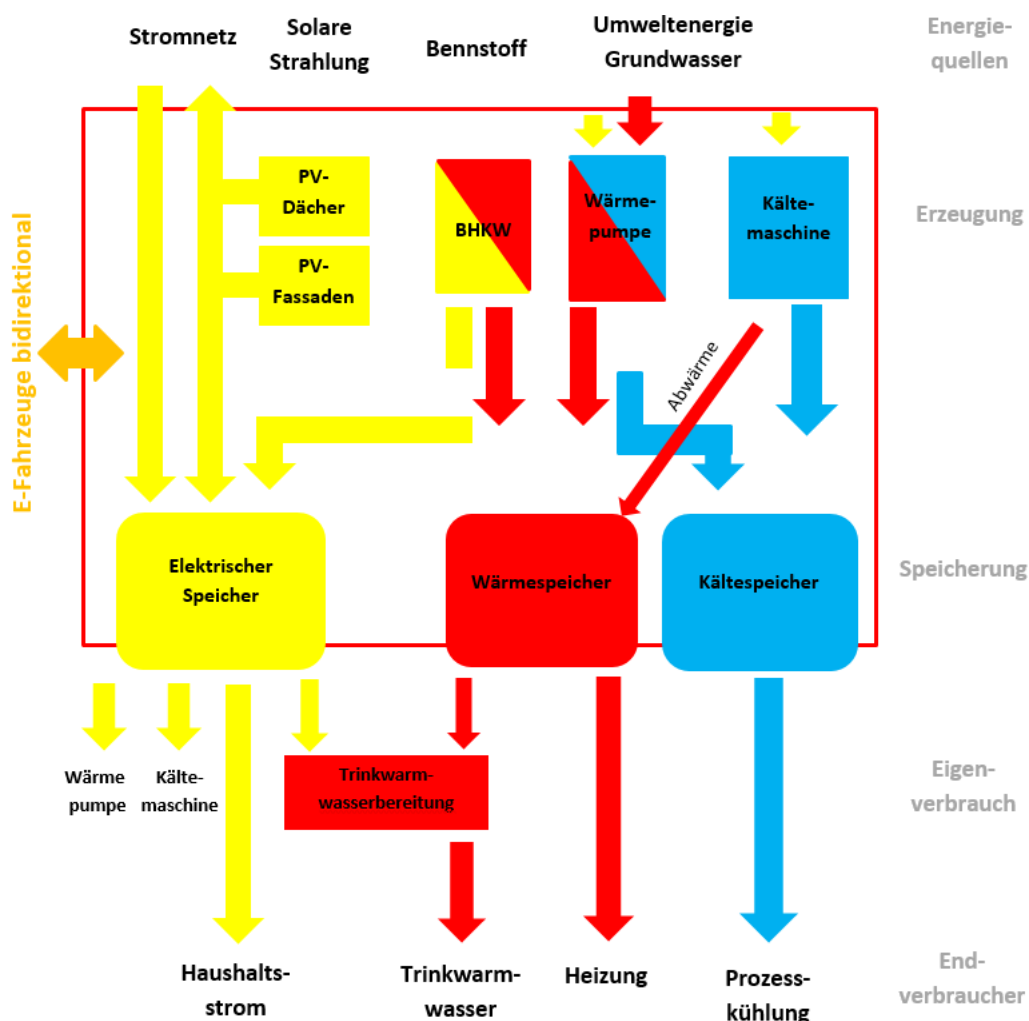 Stromnetz
Solare
Strahlung
Bennstoff
Umweltenergie
Grundwasser
Energie-
quellen
PV-
Dächer
PV-
Fassaden
BHKW
Wärme-
pumpe
Kälte-
maschine
Erzeugung
E-Fahrzeuge bidirektional
Abwärme
Elektrischer
Speicher
Wärmespeicher
Kältespeicher
Speicherung
Wärme
pumpe
Kälte-
maschine
Trinkwarm-
wasserbereitung
Eigen-
verbrauch
Haushalts-
strom
Trinkwarm-
wasser
Heizung
Prozess-
kühlung
End-
verbraucher